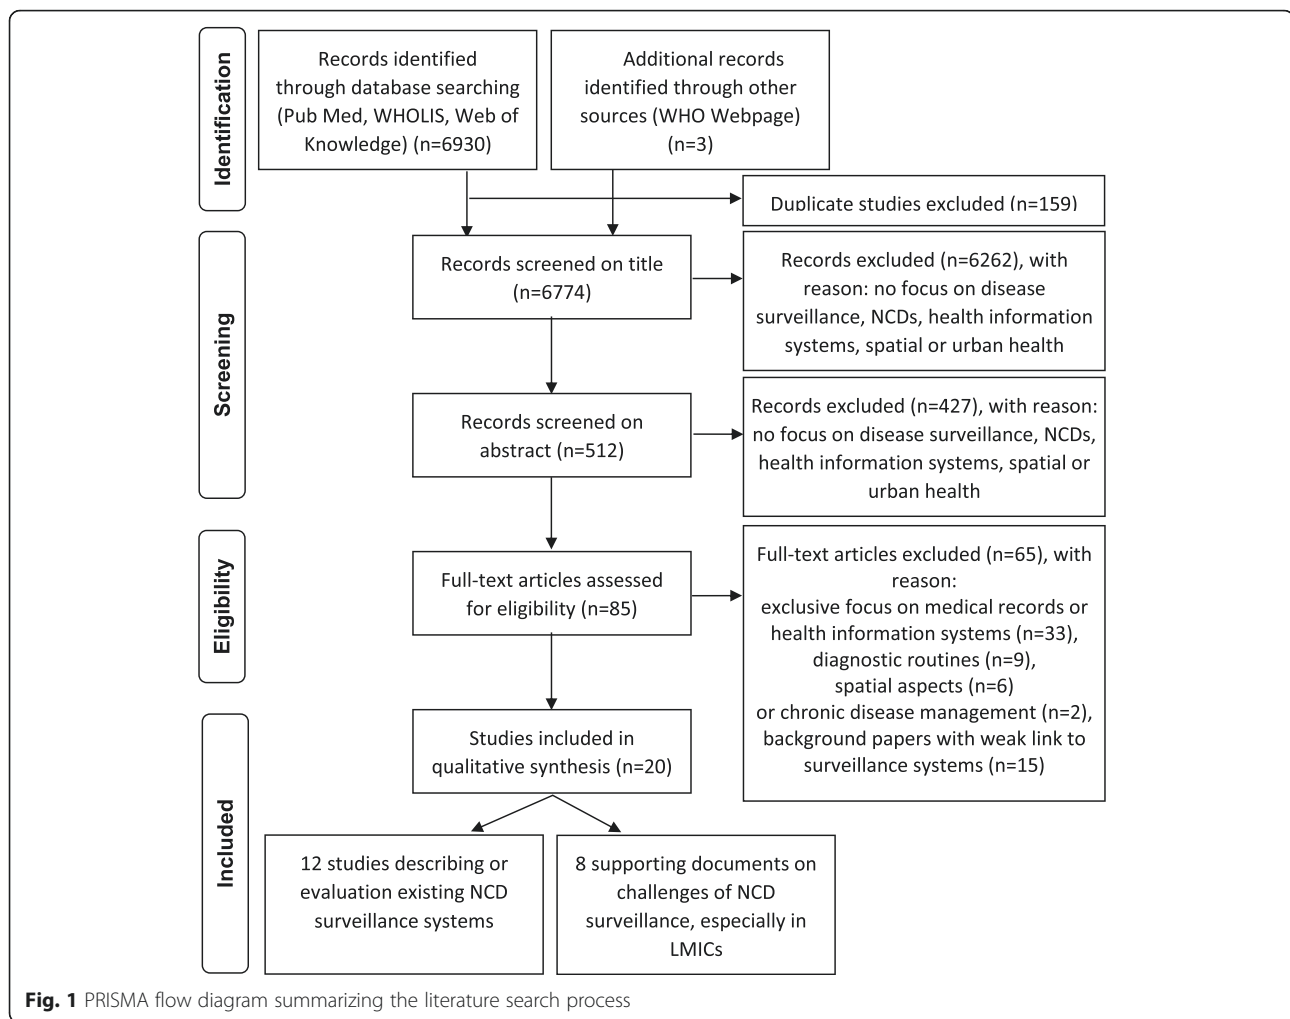 Identification
Records identified
through database searching
(Pub Med, WHOLIS, Web of
Knowledge) (n=6930)
Additional records
identified through other
sources (WHO Webpage)
(n=3)
Duplicate studies excluded (n=159)
Screening
Records screened on title
(n=6774)
Records excluded (n=6262), with
reason: no focus on disease
surveillance, NCDs, health information
systems, spatial or urban health
Records screened on
abstract (n=512)
Records excluded (n=427), with reason:
no focus on disease surveillance, NCDs,
health information systems, spatial or
urban health
Eligibility
Full-text articles assessed
for eligibility (n=85)
Full-text articles excluded (n=65), with
reason:
exclusive focus on medical records or
health information systems (n=33),
diagnostic routines (n=9),
spatial aspects (n=6)
or chronic disease management (n=2),
background papers with weak link to
surveillance systems (n=15)
Included
Studies included in
qualitative synthesis (n=20)
12 studies describing or
evaluation existing NCD
surveillance systems
8 supporting documents on
challenges of NCD
surveillance, especially in
LMICs
Fig. 1 PRISMA flow diagram summarizing the literature search process